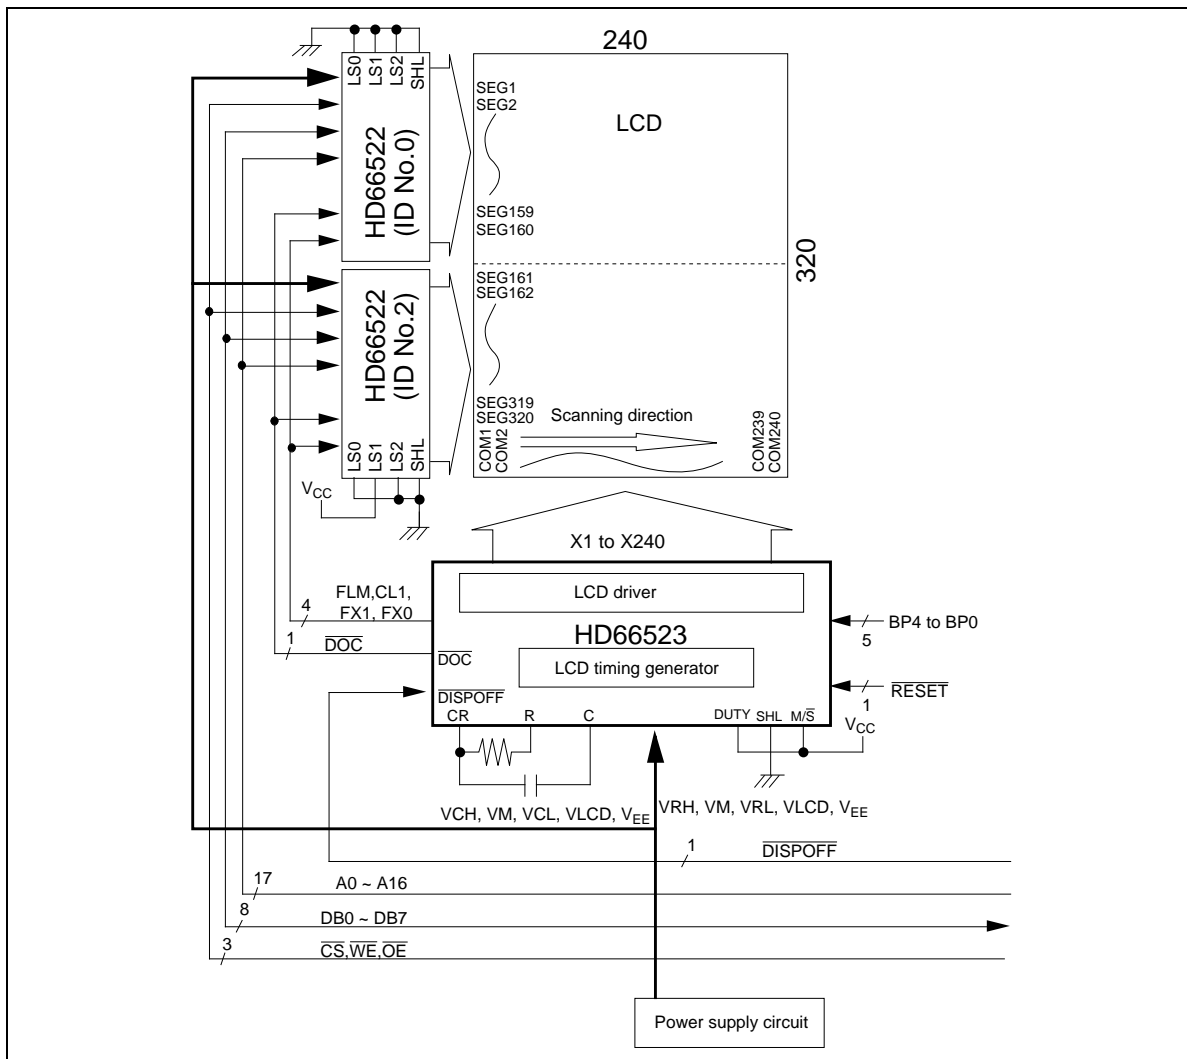 240
LS0
LS1
LS2
SHL
HD66522
(ID No.0)
SEG1
SEG2
LCD
SEG159
SEG160
320
HD66522
(ID No.2)
SEG161
SEG162
SEG319
SEG320
COM1
COM2
Scanning direction
COM239
COM240
LS0
LS1
LS2
SHL
VCC
X1 to X240
LCD driver
FLM,CL1,
FX1, FX0
4
HD66523
BP4 to BP0
5
1
DOC
DOC
LCD timing generator
RESET
1
DISPOFF
CR
R
C
DUTY
SHL
M/S
VCC
VCH, VM, VCL, VLCD, VEE
VRH, VM, VRL, VLCD, VEE
1
DISPOFF
17
A0 ~ A16
8
DB0 ~ DB7
3
CS,WE,OE
Power supply circuit